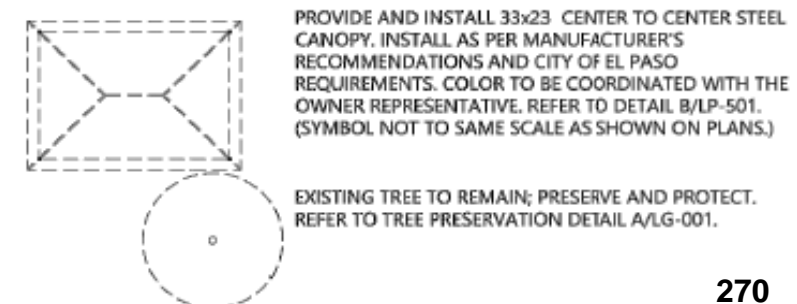 PROVIDE AND INSTALL 33x23 CENTER TO CENTER STEEL
CANOPY. INSTALL AS PER MANUFACTURER'S
RECOMMENDATIONS AND CITY OF EL PASO
REQUIREMENTS. COLOR TO BE COORDINATED WITH THE
OWNER REPRESENTATIVE. REFER TO DETAIL B/LP-501.
(SYMBOL NOT TO SAME SCALE AS SHOWN ON PLANS.)
EXISTING TREE TO REMAIN; PRESERVE AND PROTECT.
REFER TO TREE PRESERVATION DETAIL A/LG-001.
270